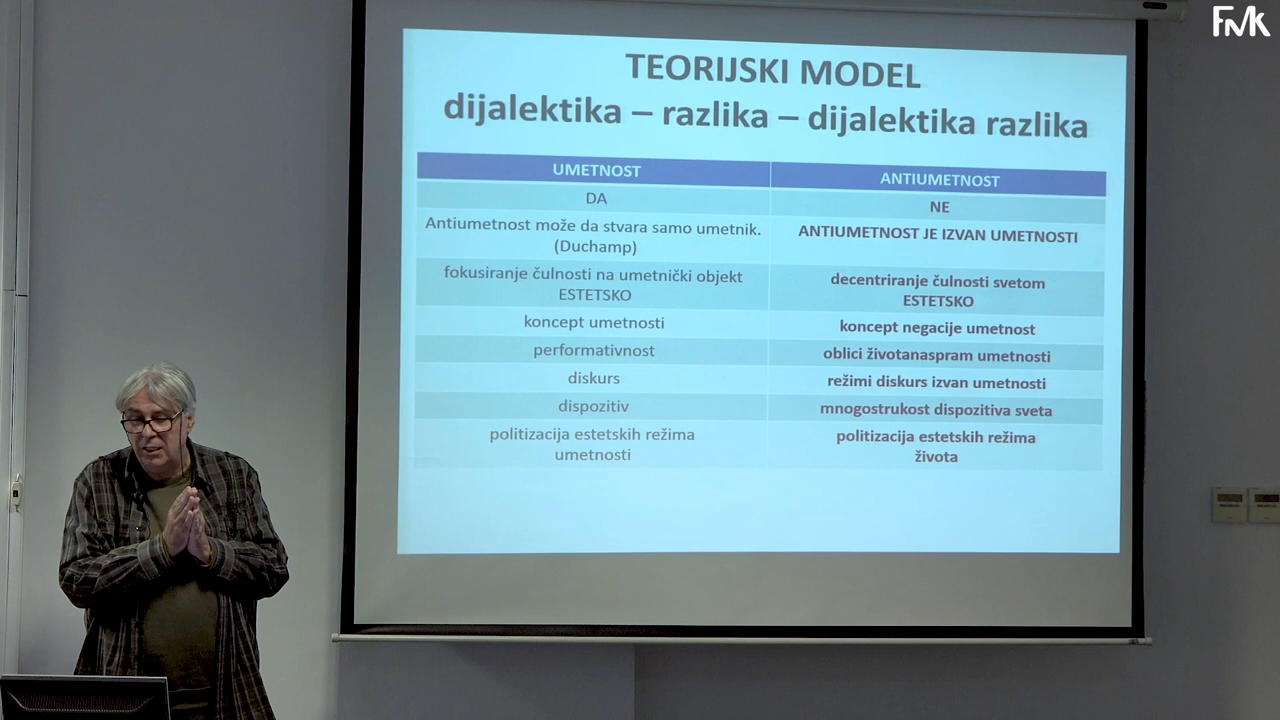 FMK
TEORIJSKI MODEL
dijalektika – razlika – dijalektika razlika
UMETNOST
ANTIUMETNOST
DA
NE
Antiumetnost može da stvara samo umetnik.
(Duchamp)
ANTIUMETNOST JE IZVAN UMETNOSTI
fokusiranje čulnosti na umetnički objekt
ESTETSKO
decentriranje čulnosti svetom
ESTETSKO
koncept umetnosti
koncept negacije umetnost
performativnost
oblici životanaspram umetnosti
diskurs
režimi diskurs izvan umetnosti
dispozitiv
mnogostrukost dispozitiva sveta
politizacija estetskih režima
umetnosti
politizacija estetskih režima
života